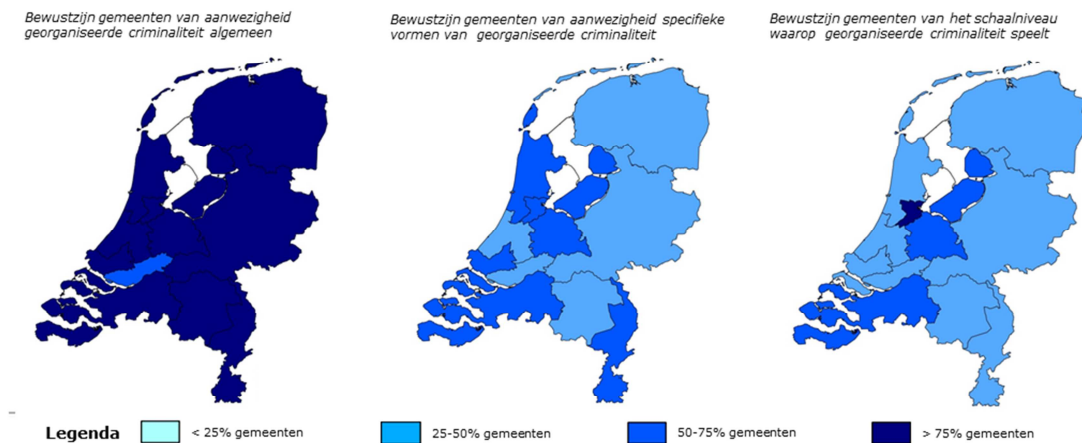 Bewustzijn gemeenten van aanwezigheid
georganiseerde criminaliteit algemeen
Bewustzijn gemeenten van aanwezigheid specifieke
vormen van georganiseerde criminaliteit
Bewustzijn gemeenten van het schaalniveau
waarop georganiseerde criminaliteit speelt
Legenda
< 25% gemeenten
25-50% gemeenten
50-75% gemeenten
> 75% gemeenten